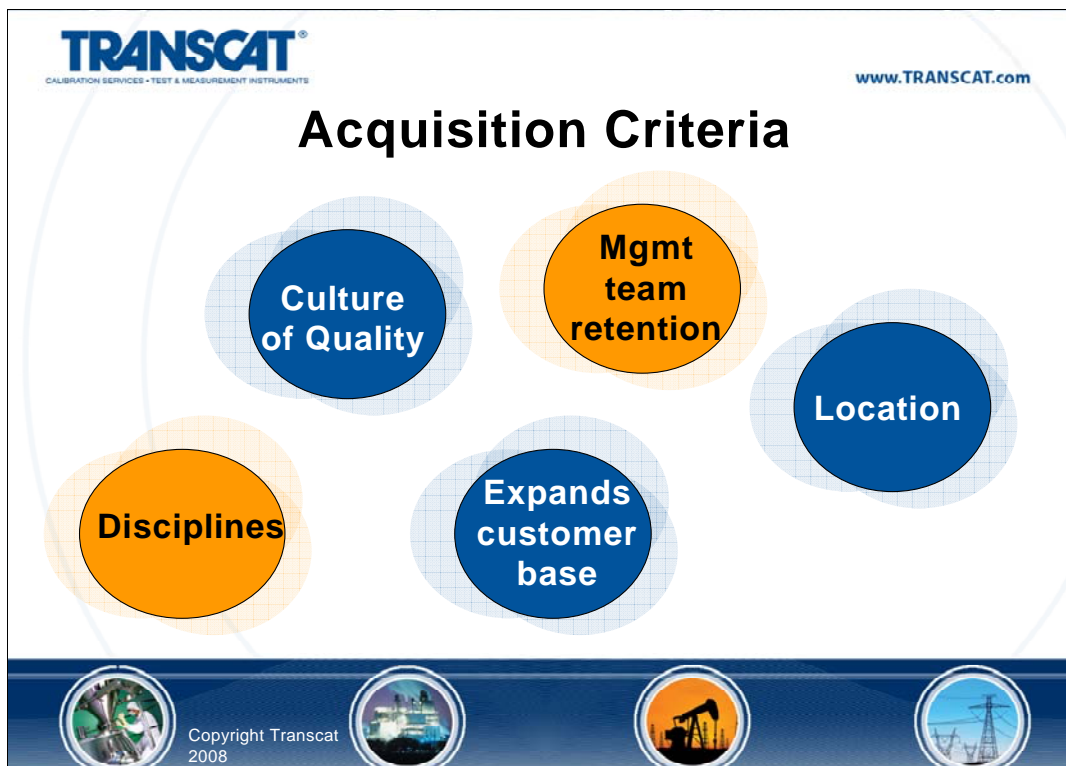 TRANSCAT®
CALIBRATION SERVICES • TEST & MEASUREMENT INSTRUMENTS
www.TRANSCAT.com
Acquisition Criteria
Culture
of Quality
Mgmt
team
retention
Location
Disciplines
Expands
customer
base
Copyright Transcat
2008